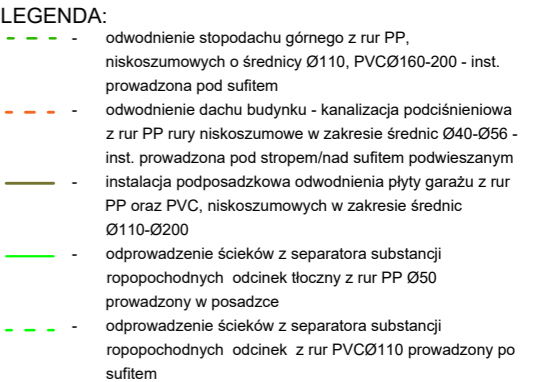 LEGENDA:
- odwodnienie stopodachu górnego z rur PP,
niskoszumowych o średnicy Ø110, PVCØ160-200 - inst.
prowadzona pod sufitem
- odwodnienie dachu budynku - kanalizacja podciśnieniowa
z rur PP rury niskoszumowe w zakresie średnic Ø40-Ø56 -
inst. prowadzona pod stropem/nad sufitem podwieszanym
- instalacja podposadzkowa odwodnienia płyty garażu z rur
PP oraz PVC, niskoszumowych w zakresie średnic
Ø110-Ø200
- odprowadzenie ścieków z separatora substancji
ropopochodnych odcinek tłoczny z rur PP Ø50
prowadzony w posadzce
- odprowadzenie ścieków z separatora substancji
ropopochodnych odcinek z rur PVCØ110 prowadzony po
sufitem